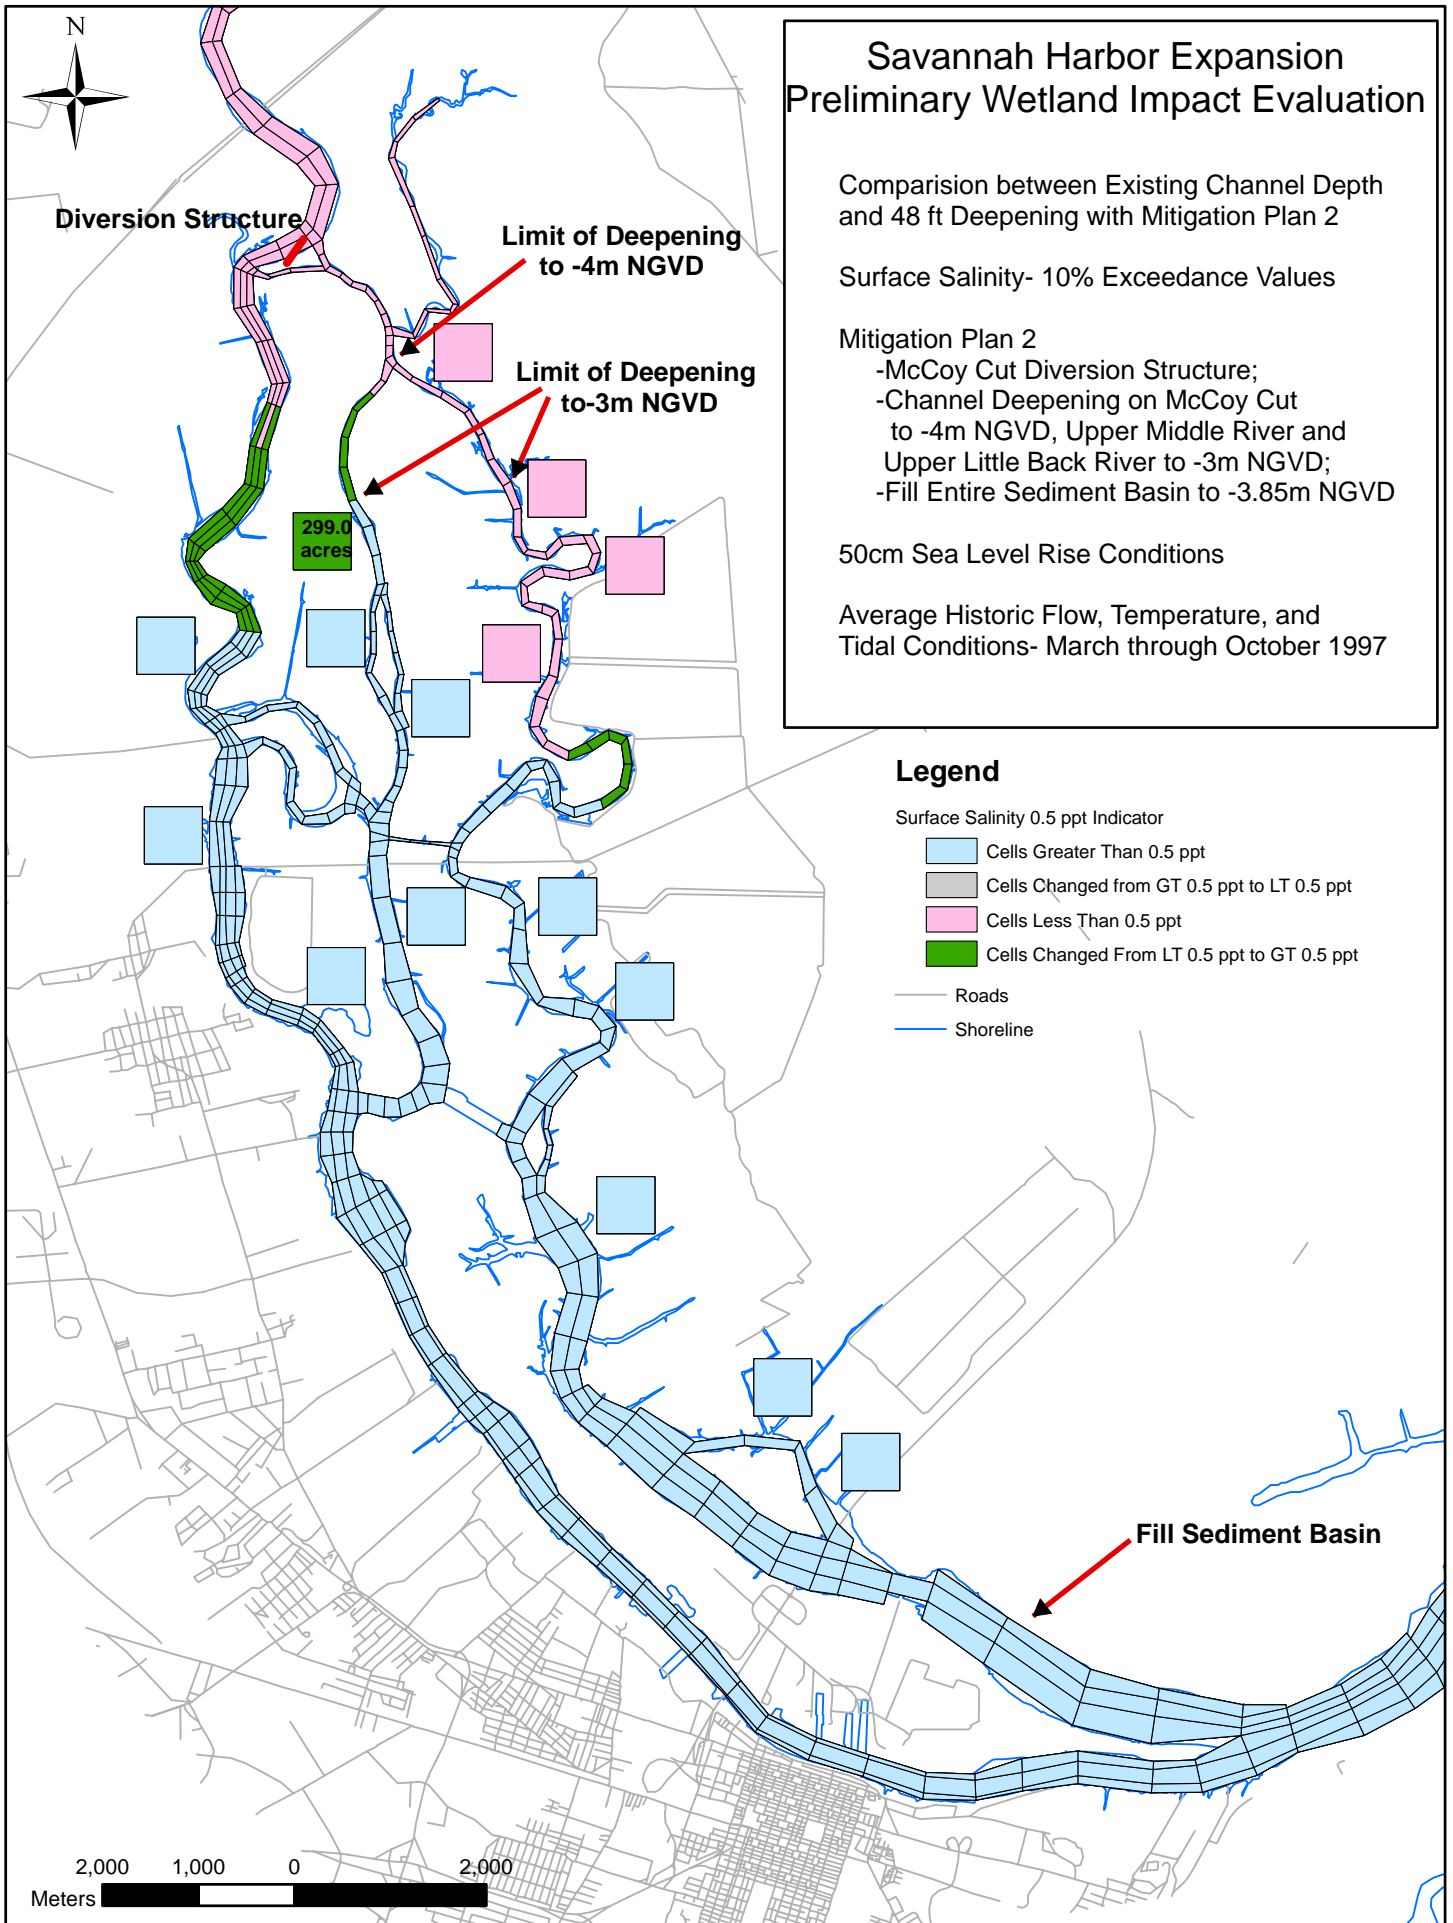 N
Savannah Harbor Expansion
Preliminary Wetland Impact Evaluation
Comparision between Existing Channel Depth
and 48 ft Deepening with Mitigation Plan 2
Surface Salinity- 10% Exceedance Values
Mitigation Plan 2
-McCoy Cut Diversion Structure;
-Channel Deepening on McCoy Cut
to -4m NGVD, Upper Middle River and
Upper Little Back River to -3m NGVD;
-Fill Entire Sediment Basin to -3.85m NGVD
50cm Sea Level Rise Conditions
Average Historic Flow, Temperature, and
Tidal Conditions- March through October 1997
Diversion Structure
Limit of Deepening
to -4m NGVD
Limit of Deepening
to-3m NGVD
299.0
acres
Legend
Surface Salinity 0.5 ppt Indicator
Cells Greater Than 0.5 ppt
Cells Changed from GT 0.5 ppt to LT 0.5 ppt
Cells Less Than 0.5 ppt
Cells Changed From LT 0.5 ppt to GT 0.5 ppt
Roads
Shoreline
Fill Sediment Basin
2,000 1,000 0 2,000
Meters